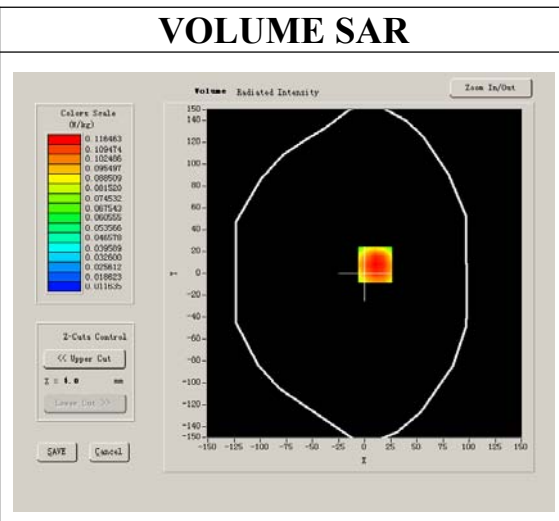 VOLUME SAR
Volume Radiated Intensity
Zoom In/Out
Colors Scale
(W/kg)
0.116463
0.109474
0.102486
0.095497
0.088509
0.081520
0.074532
0.067543
0.060555
0.053566
0.046578
0.039589
0.032600
0.025612
0.018623
0.011635
Z-Cuts Control
<< Upper Cut
Z = 4.0 mm
Lower Cut >>
SAVE Cancel
150
140
120
100
80
60
40
20
0
-20
-40
-60
-80
-100
-120
-140
-150
Y
-150 -125 -100 -75 -50 -25 0 25 50 75 100 125 150
X